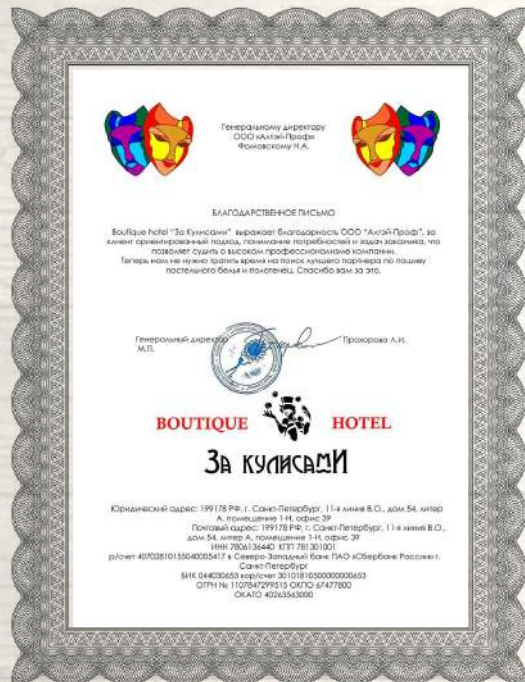 Генеральному директору
ООО «Алтэй-Проф»
Фомовскому Н.А.
БЛАГОДАРСТВЕННОЕ ПИСЬМО
Boutique hotel "За Кулисами" выражает благодарность ООО "Алтэй-Проф", за
клиент ориентированный подход, понимание потребностей и задач заказчика, что
позволяет судить о высоком профессионализме компании.
Теперь нам не нужно тратить время на поиск лучшего партнера по пошиву
постельного белья и полотенец. Спасибо вам за это.
Генеральный директор Прохорова Л.И.
М.П.
BOUTIQUE HOTEL
За кулисами
Юридический адрес: 199178 РФ, г. Санкт-Петербург, 11-я линия В.О., дом 54, литер
А, помещение 1-Н, офис 39
Почтовый адрес: 199178 РФ, г. Санкт-Петербург, 11-я линия В.О.,
дом 54, литер А, помещение 1-Н, офис 39
ИНН 7806136440 КПП 781301001
р/счет 40702810155040005417 в Северо-Западный банк ПАО «Сбербанк России» г.
Санкт-Петербург
БИК 044030653 кор/счет 30101810500000000653
ОГРН № 1107847299515 ОКПО 67477800
ОКАТО 40263563000